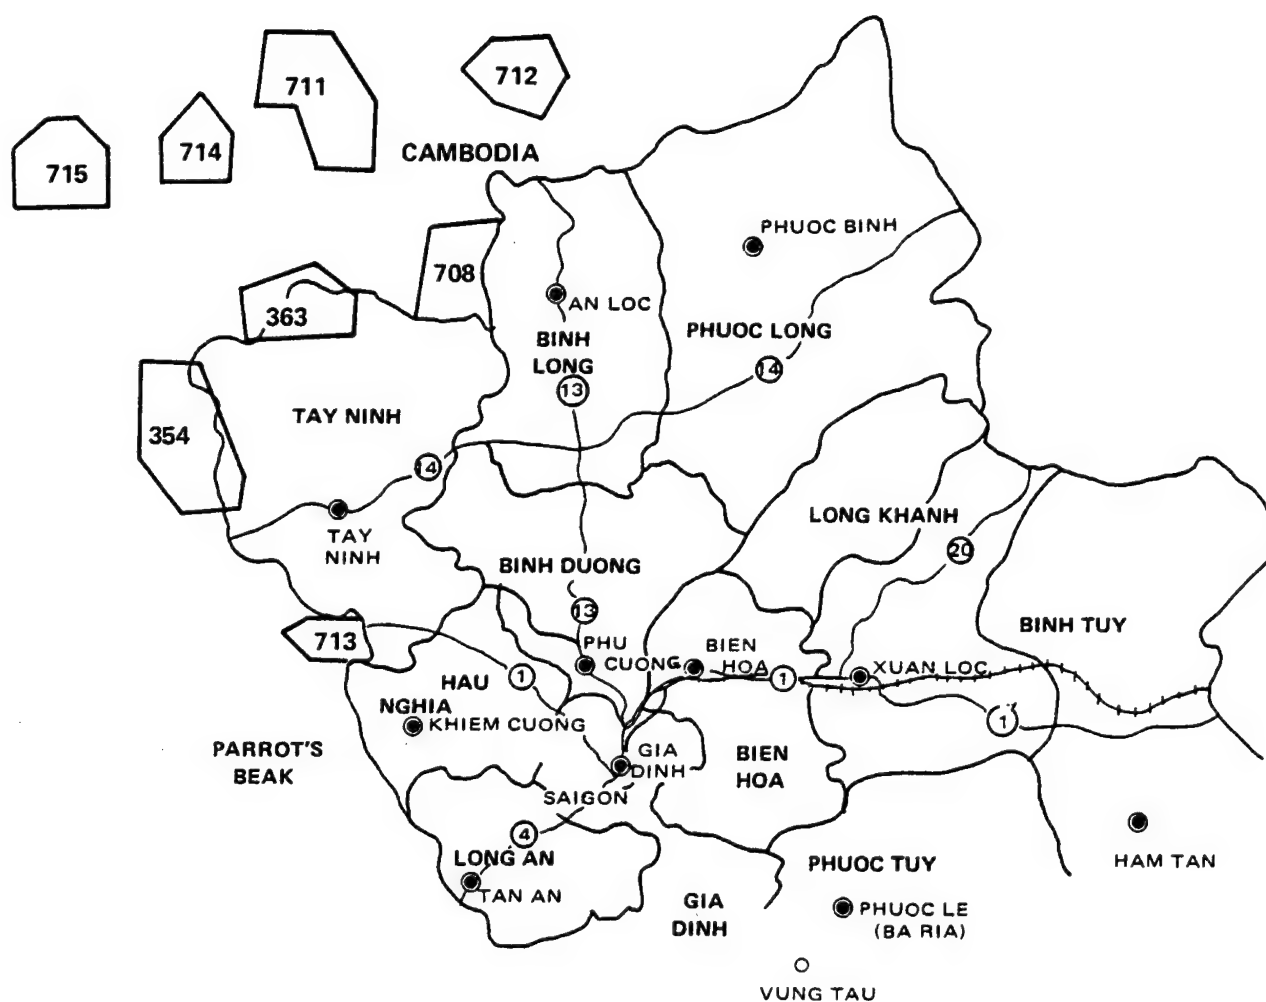 711
712
714
715
CAMBODIA
PHUOC BINH
708
AN LOC
363
BINH
LONG
PHUOC LONG
14
13
TAY NINH
354
14
TAY
NINH
LONG KHANH
20
BINH DUONG
13
713
PHU
CUONG
BIEN
HOA
BINH TUY
1
1
XUAN LOC
HAU
NGHIA
KHIEM CUONG
1
PARROT'S
BEAK
GIA
DINH
BIEN
HOA
SAIGON
4
LONG AN
TAN AN
HAM TAN
PHUOC TUY
GIA
DINH
PHUOC LE
(BA RIA)
VUNG TAU